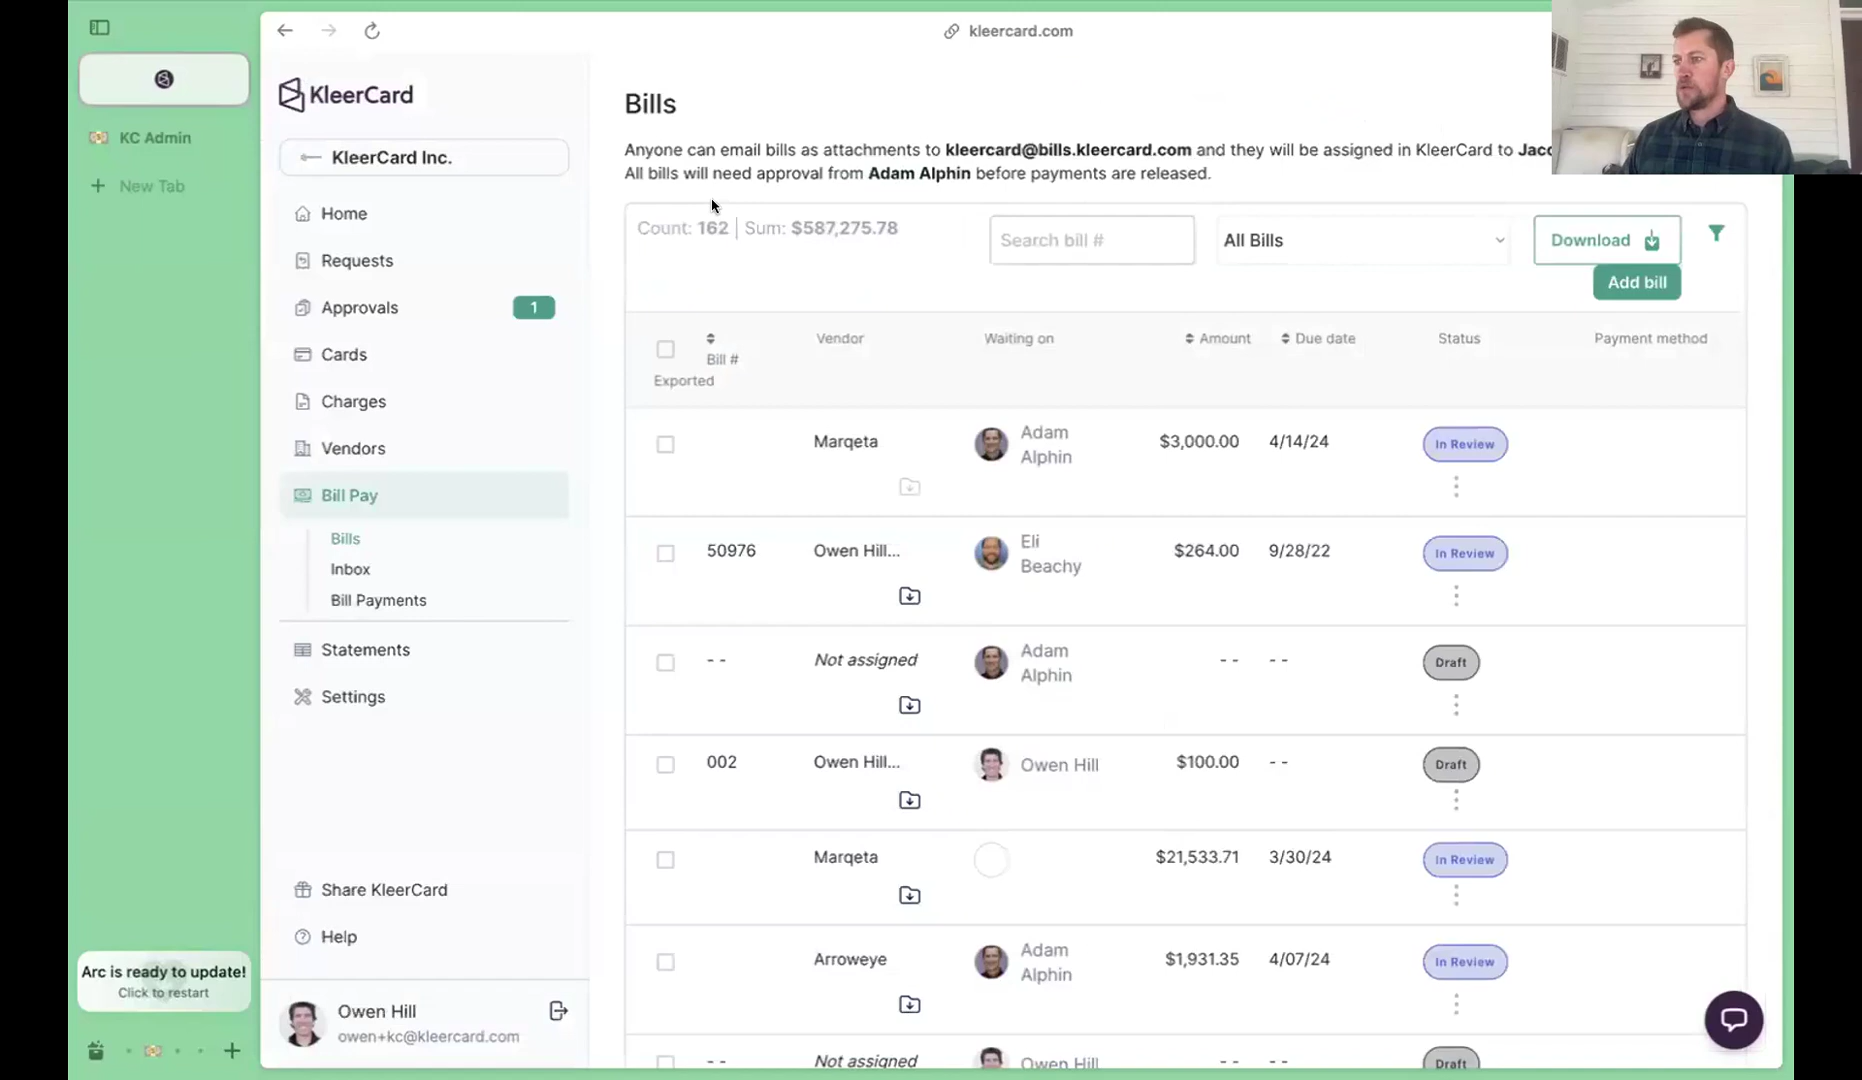 kleercard.com
KC Admin
New Tab
KleerCard
KleerCard Inc.
Home
Requests
Approvals 1
Cards
Charges
Vendors
Bill Pay
Bills
Inbox
Bill Payments
Statements
Settings
Share KleerCard
Help
Owen Hill
owen+kc@kleercard.com
Arc is ready to update!
Click to restart
Bills
Anyone can email bills as attachments to kleercard@bills.kleercard.com and they will be assigned in KleerCard to
All bills will need approval from Adam Alphin before payments are released.
Count: 162 | Sum: $587,275.78
Search bill #
All Bills
Download
Add bill
Bill # Vendor Waiting on Amount Due date Status Payment method
Exported
Marqeta Adam Alphin $3,000.00 4/14/24 In Review
50976 Owen Hill... Eli Beachy $264.00 9/28/22 In Review
- - Not assigned Adam Alphin - - - - Draft
002 Owen Hill... Owen Hill $100.00 - - Draft
Marqeta $21,533.71 3/30/24 In Review
Arroweye Adam Alphin $1,931.35 4/07/24 In Review
- - Not assigned Owen Hill - - - - Draft